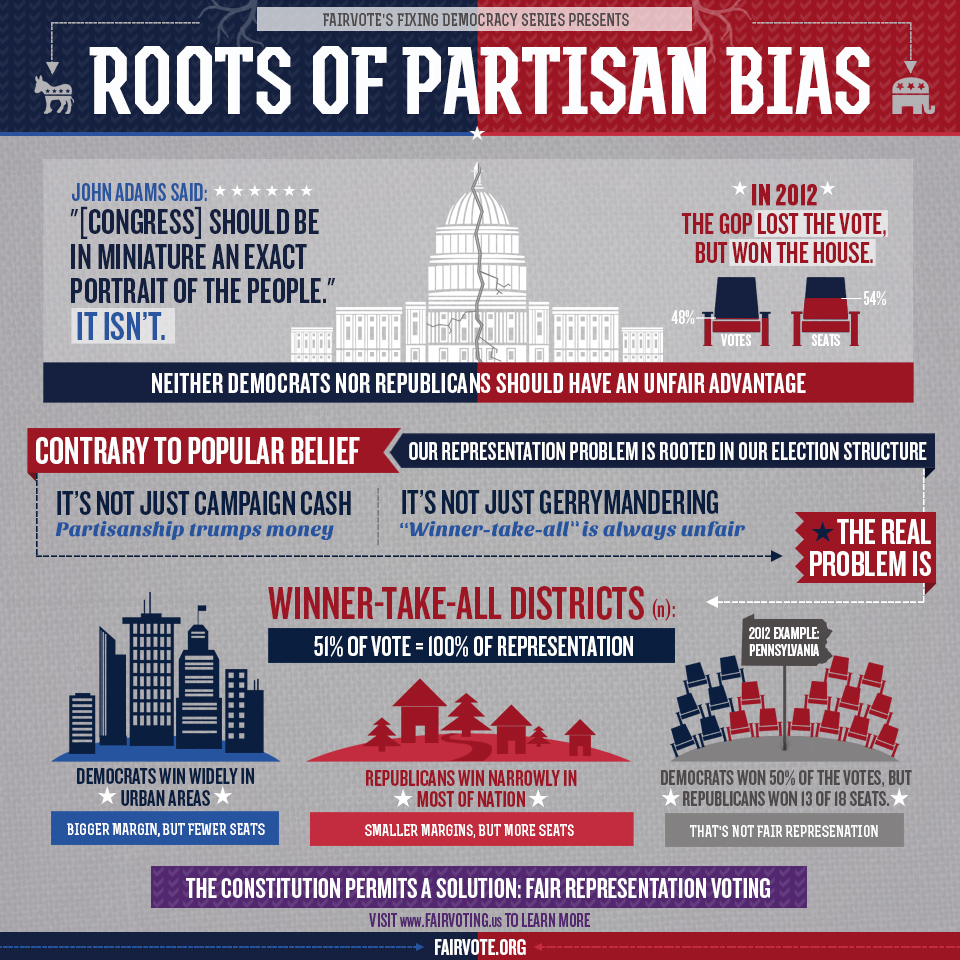 FAIRVOTE'S FIXING DEMOCRACY SERIES PRESENTS
ROOTS OF PARTISAN BIAS
JOHN ADAMS SAID:
"[CONGRESS] SHOULD BE
IN MINIATURE AN EXACT
PORTRAIT OF THE PEOPLE."
IT ISN'T.
IN 2012
THE GOP LOST THE VOTE,
BUT WON THE HOUSE.
48%
VOTES
54%
SEATS
NEITHER DEMOCRATS NOR REPUBLICANS SHOULD HAVE AN UNFAIR ADVANTAGE
CONTRARY TO POPULAR BELIEF
OUR REPRESENTATION PROBLEM IS ROOTED IN OUR ELECTION STRUCTURE
IT'S NOT JUST CAMPAIGN CASH
Partisanship trumps money
IT'S NOT JUST GERRYMANDERING
"Winner-take-all" is always unfair
THE REAL
PROBLEM IS
WINNER-TAKE-ALL DISTRICTS (n):
51% OF VOTE = 100% OF REPRESENTATION
DEMOCRATS WIN WIDELY IN
URBAN AREAS
BIGGER MARGIN, BUT FEWER SEATS
REPUBLICANS WIN NARROWLY IN
MOST OF NATION
SMALLER MARGINS, BUT MORE SEATS
2012 EXAMPLE:
PENNSYLVANIA
DEMOCRATS WON 50% OF THE VOTES, BUT
REPUBLICANS WON 13 OF 18 SEATS.
THAT'S NOT FAIR REPRESENATION
THE CONSTITUTION PERMITS A SOLUTION: FAIR REPRESENTATION VOTING
VISIT www.FAIRVOTING.us TO LEARN MORE
FAIRVOTE.ORG